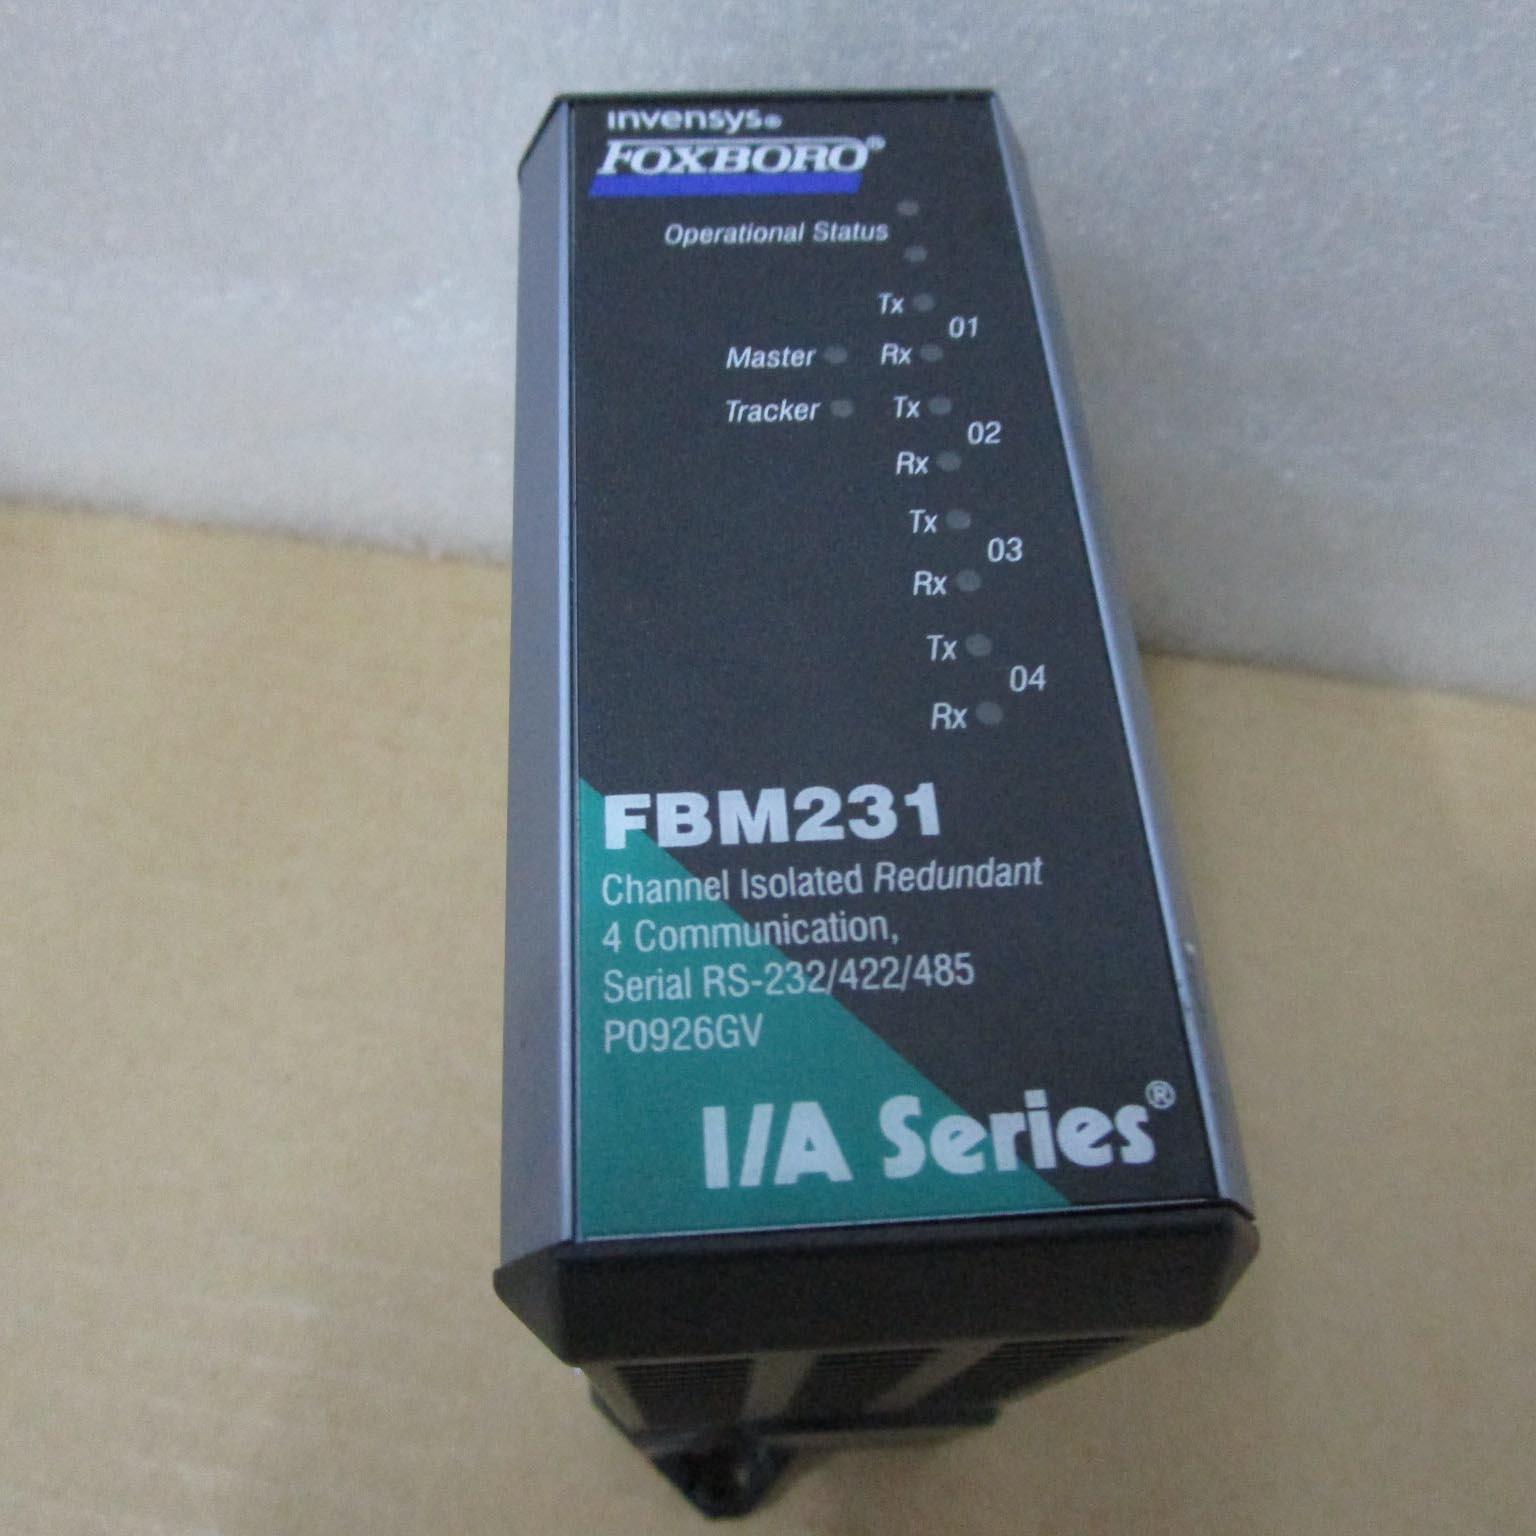 invensys®
FOXBORO®
Operational Status
Tx
01
Master Rx
Tracker Tx
02
Rx
Tx
03
Rx
Tx
04
Rx
FBM231
Channel Isolated Redundant
4 Communication,
Serial RS-232/422/485
P0926GV
I/A Series®